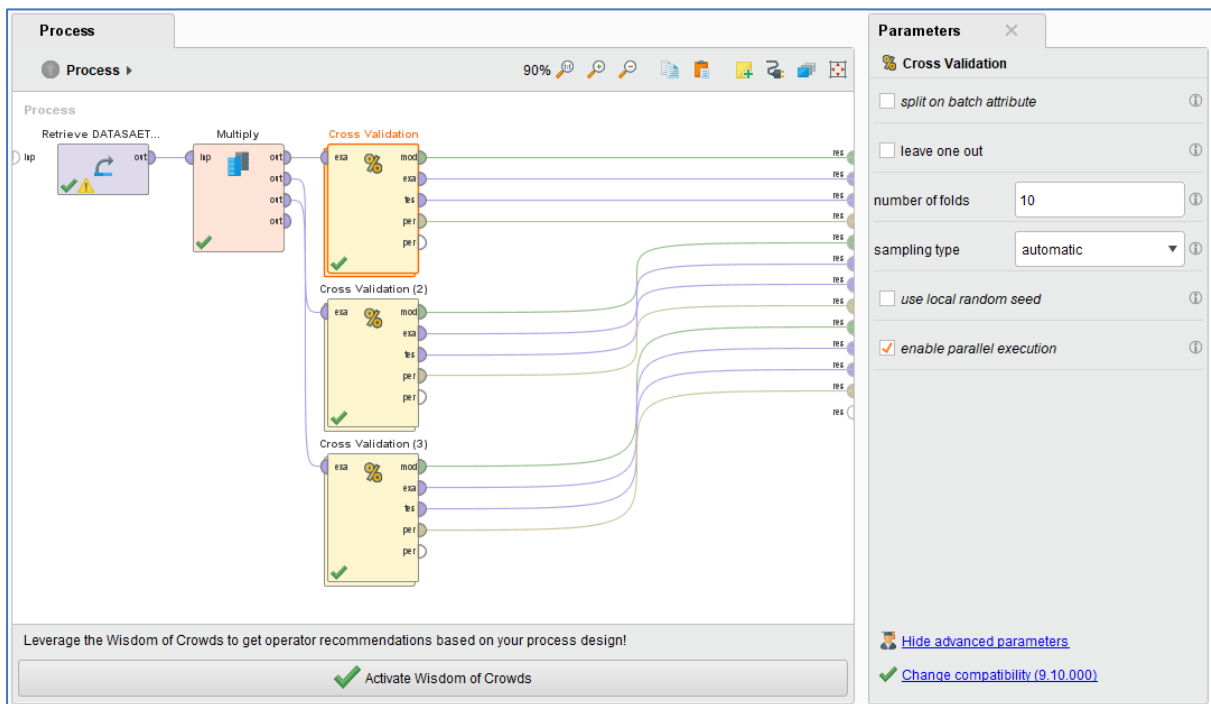 Process
Process
90%
Process
Retrieve DATASAET...
inp
out
Multiply
inp
out
out
out
out
Cross Validation
exa
mod
exa
tes
per
per
Cross Validation (2)
exa
mod
exa
tes
per
per
Cross Validation (3)
exa
mod
exa
tes
per
per
res
res
res
res
res
res
res
res
res
res
res
res
res
Leverage the Wisdom of Crowds to get operator recommendations based on your process design!
Activate Wisdom of Crowds
Parameters
Cross Validation
split on batch attribute
leave one out
number of folds 10
sampling type automatic
use local random seed
enable parallel execution
Hide advanced parameters
Change compatibility (9.10.000)